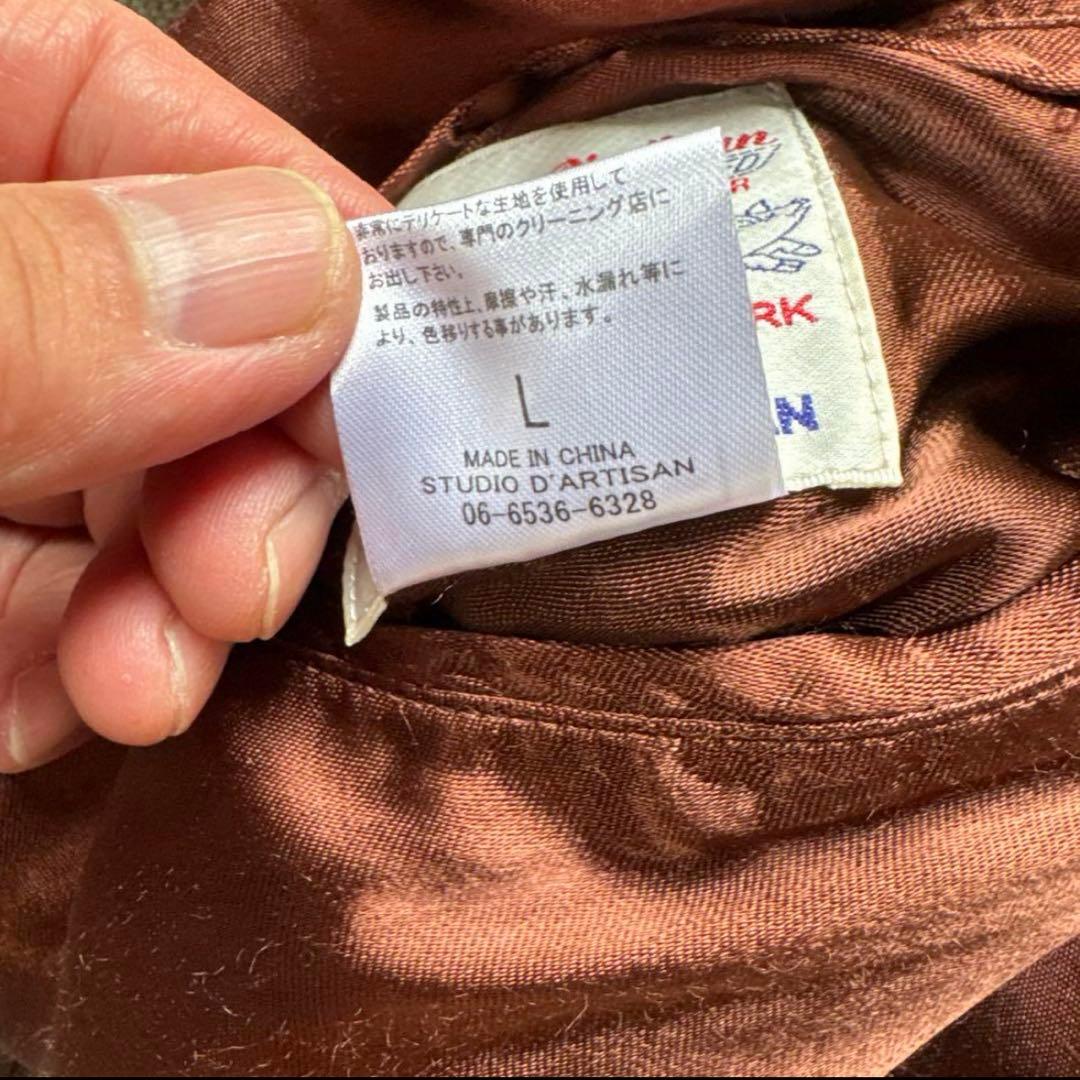 非常にデリケートな生地を使用して
おりますので、専門のクリーニング店に
お出し下さい。
製品の特性上、摩擦や汗、水濡れ等に
より、色移りする事があります。
L
MADE IN CHINA
STUDIO D'ARTISAN
06-6536-6328